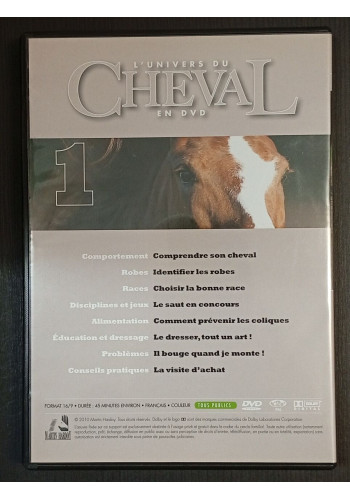 L'UNIVERS DU
CHEVAL
EN DVD
1
Comportement Comprendre son cheval
Robes Identifier les robes
Races Choisir la bonne race
Disciplines et jeux Le saut en concours
Alimentation Comment prévenir les coliques
Éducation et dressage Le dresser, tout un art !
Problèmes Il bouge quand je monte !
Conseils pratiques La visite d'achat
FORMAT 16/9 • DURÉE : 45 MINUTES ENVIRON • FRANÇAIS • COULEUR TOUS PUBLICS DVD